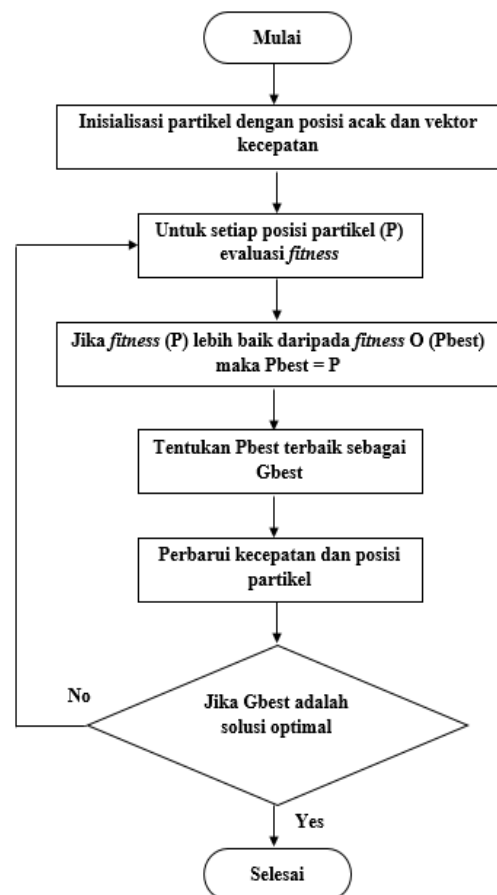 Mulai
Inisialisasi partikel dengan posisi acak dan vektor
kecepatan
Untuk setiap posisi partikel (P)
evaluasi fitness
Jika fitness (P) lebih baik daripada fitness O (Pbest)
maka Pbest = P
Tentukan Pbest terbaik sebagai
Gbest
Perbarui kecepatan dan posisi
partikel
No
Jika Gbest adalah
solusi optimal
Yes
Selesai